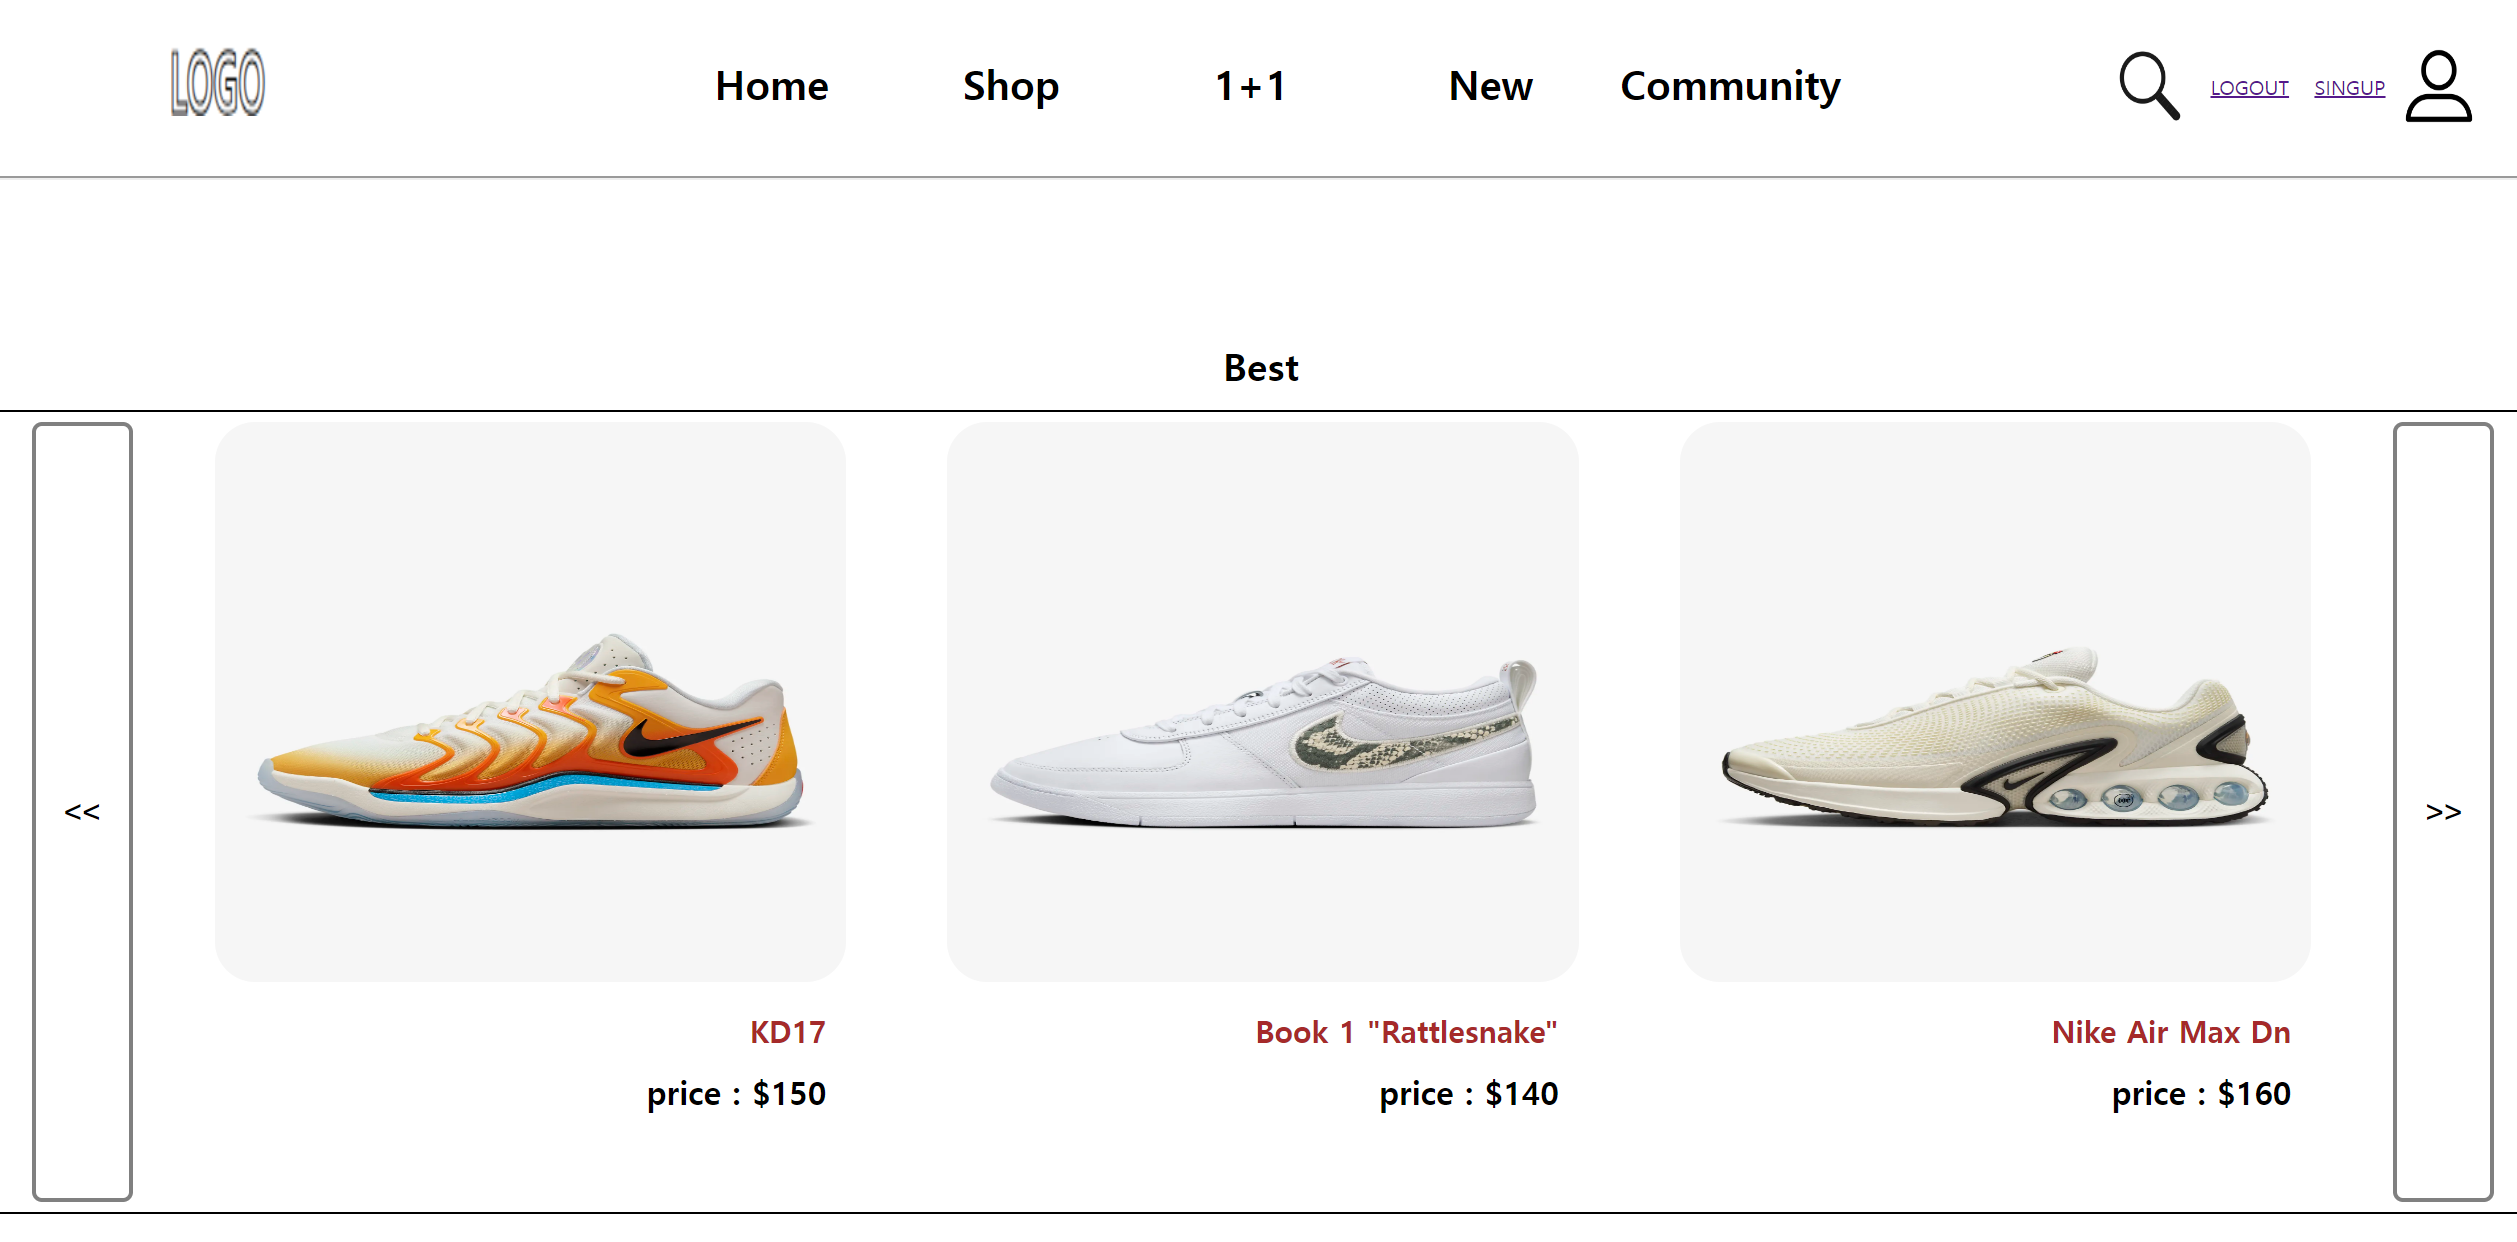 LOGO
Home Shop 1+1 New Community
LOGOUT SINGUP
Best
<<
>>
KD17
price : $150
Book 1 "Rattlesnake"
price : $140
Nike Air Max Dn
price : $160